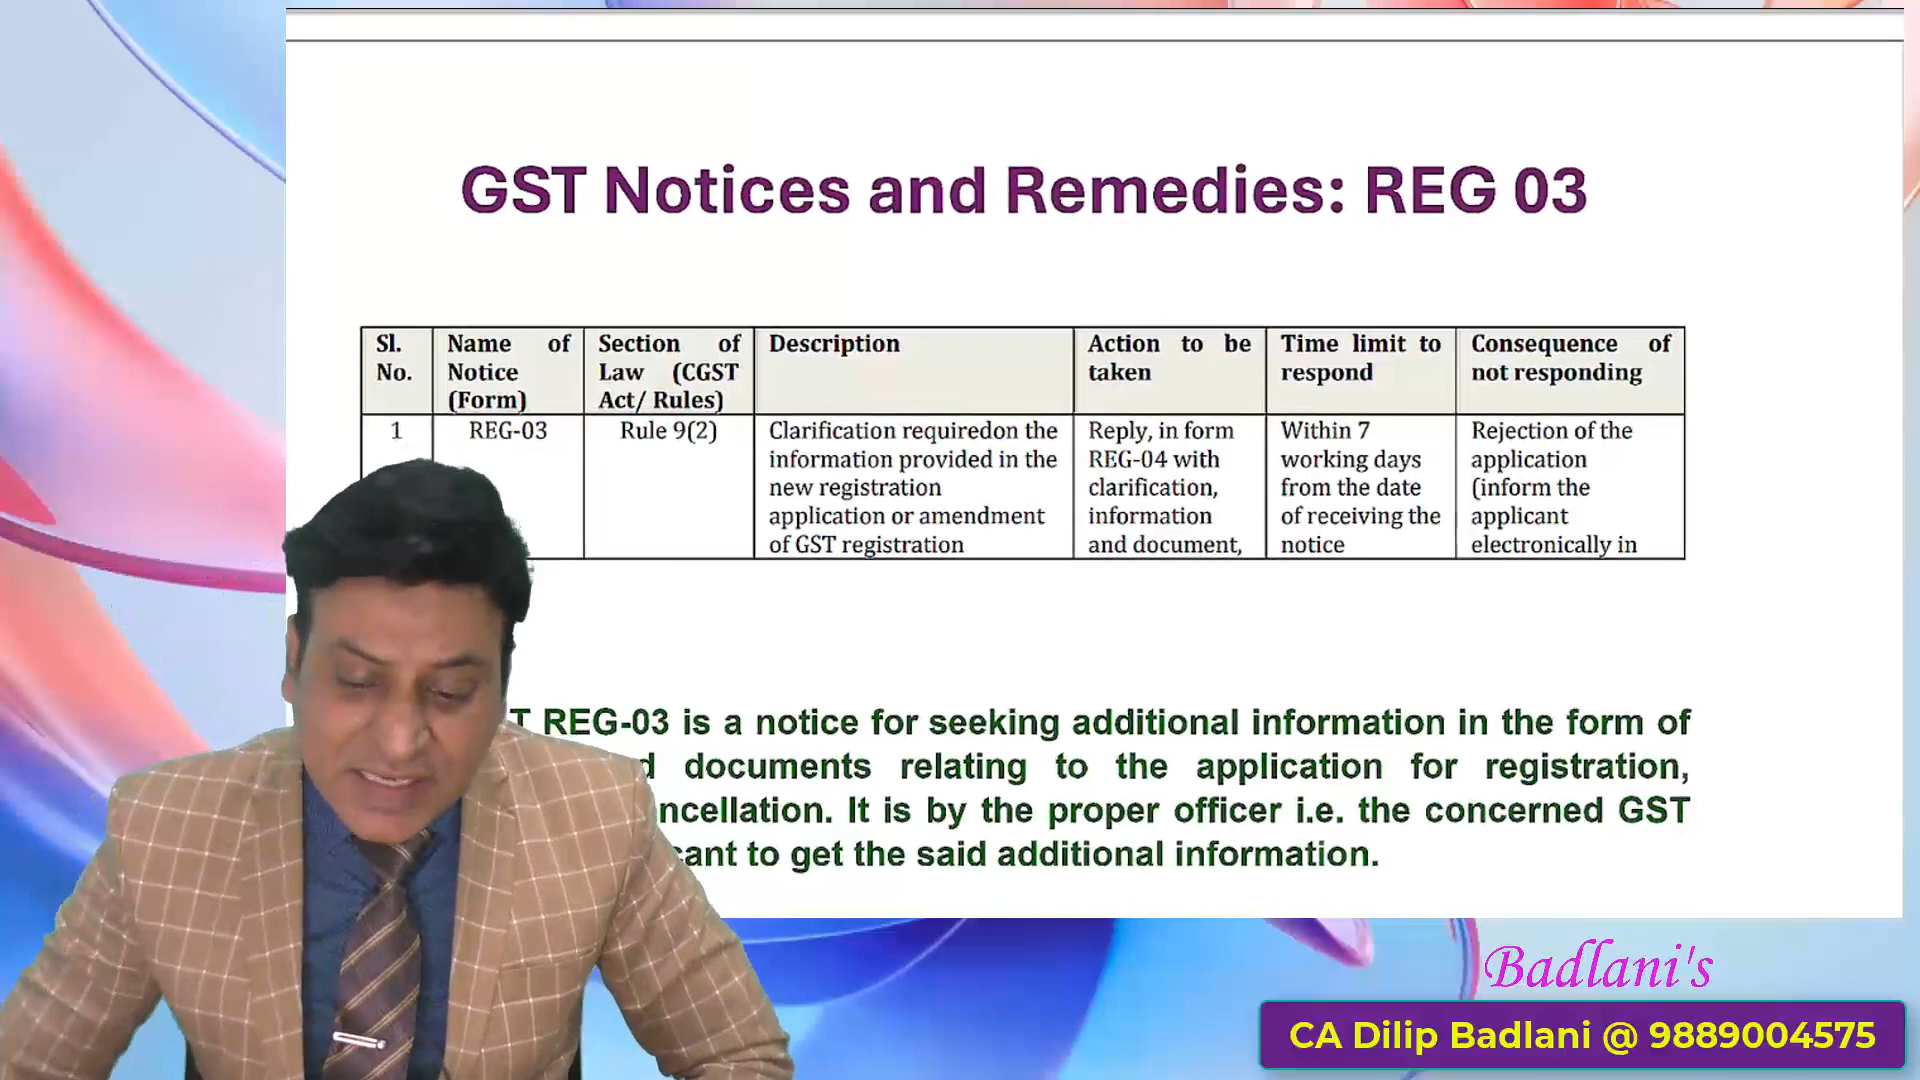 GST Notices and Remedies: REG 03
Sl. No.
Name of Notice (Form)
Section of Law (CGST Act/ Rules)
Description
Action to be taken
Time limit to respond
Consequence of not responding
1
REG-03
Rule 9(2)
Clarification requiredon the
information provided in the
new registration
application or amendment
of GST registration
Reply, in form
REG-04 with
clarification,
information
and document,
Within 7
working days
from the date
of receiving the
notice
Rejection of the
application
(inform the
applicant
electronically in
T REG-03 is a notice for seeking additional information in the form of
documents relating to the application for registration,
ncellation. It is by the proper officer i.e. the concerned GST
cant to get the said additional information.
Badlani's
CA Dilip Badlani @ 9889004575